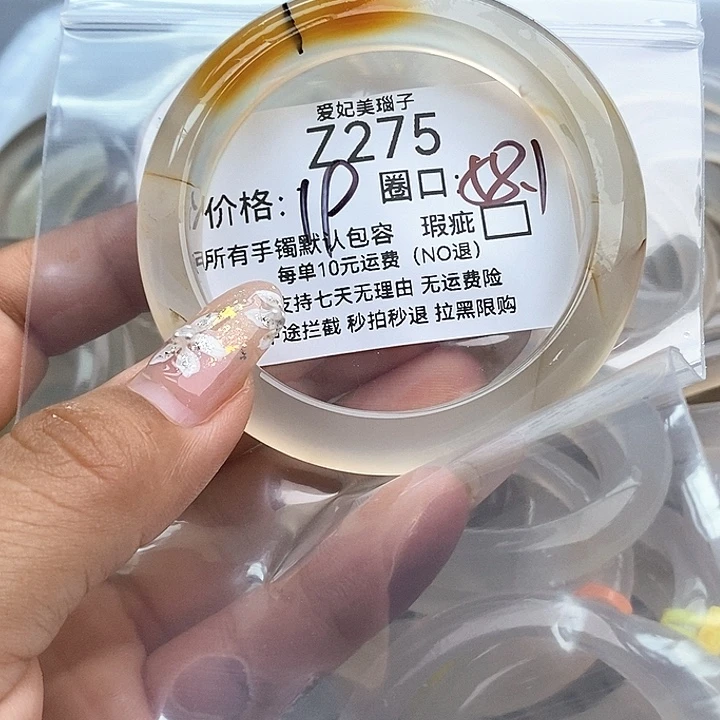 爱妃美瑙子
Z275
价格: 1P 圈口:
所有手镯默认包容 瑕疵
每单10元运费（NO退）
支持七天无理由 无运费险
途拦截 秒拍秒退 拉黑限购